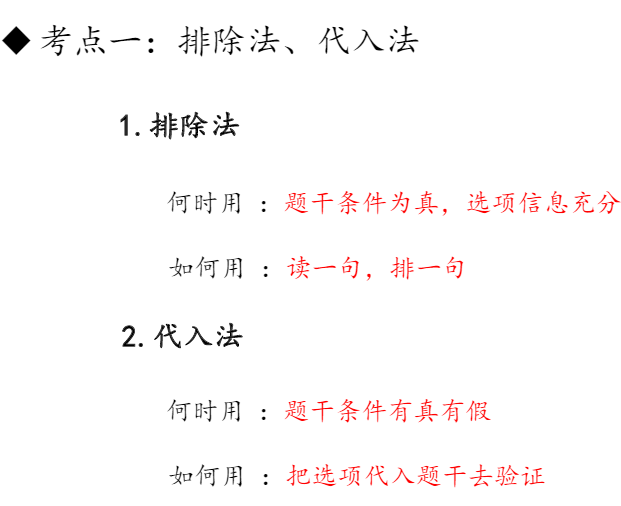 ◆ 考点一：排除法、代入法
1.排除法
何时用 ：题干条件为真，选项信息充分
如何用 ：读一句，排一句
2.代入法
何时用 ：题干条件有真有假
如何用 ：把选项代入题干去验证